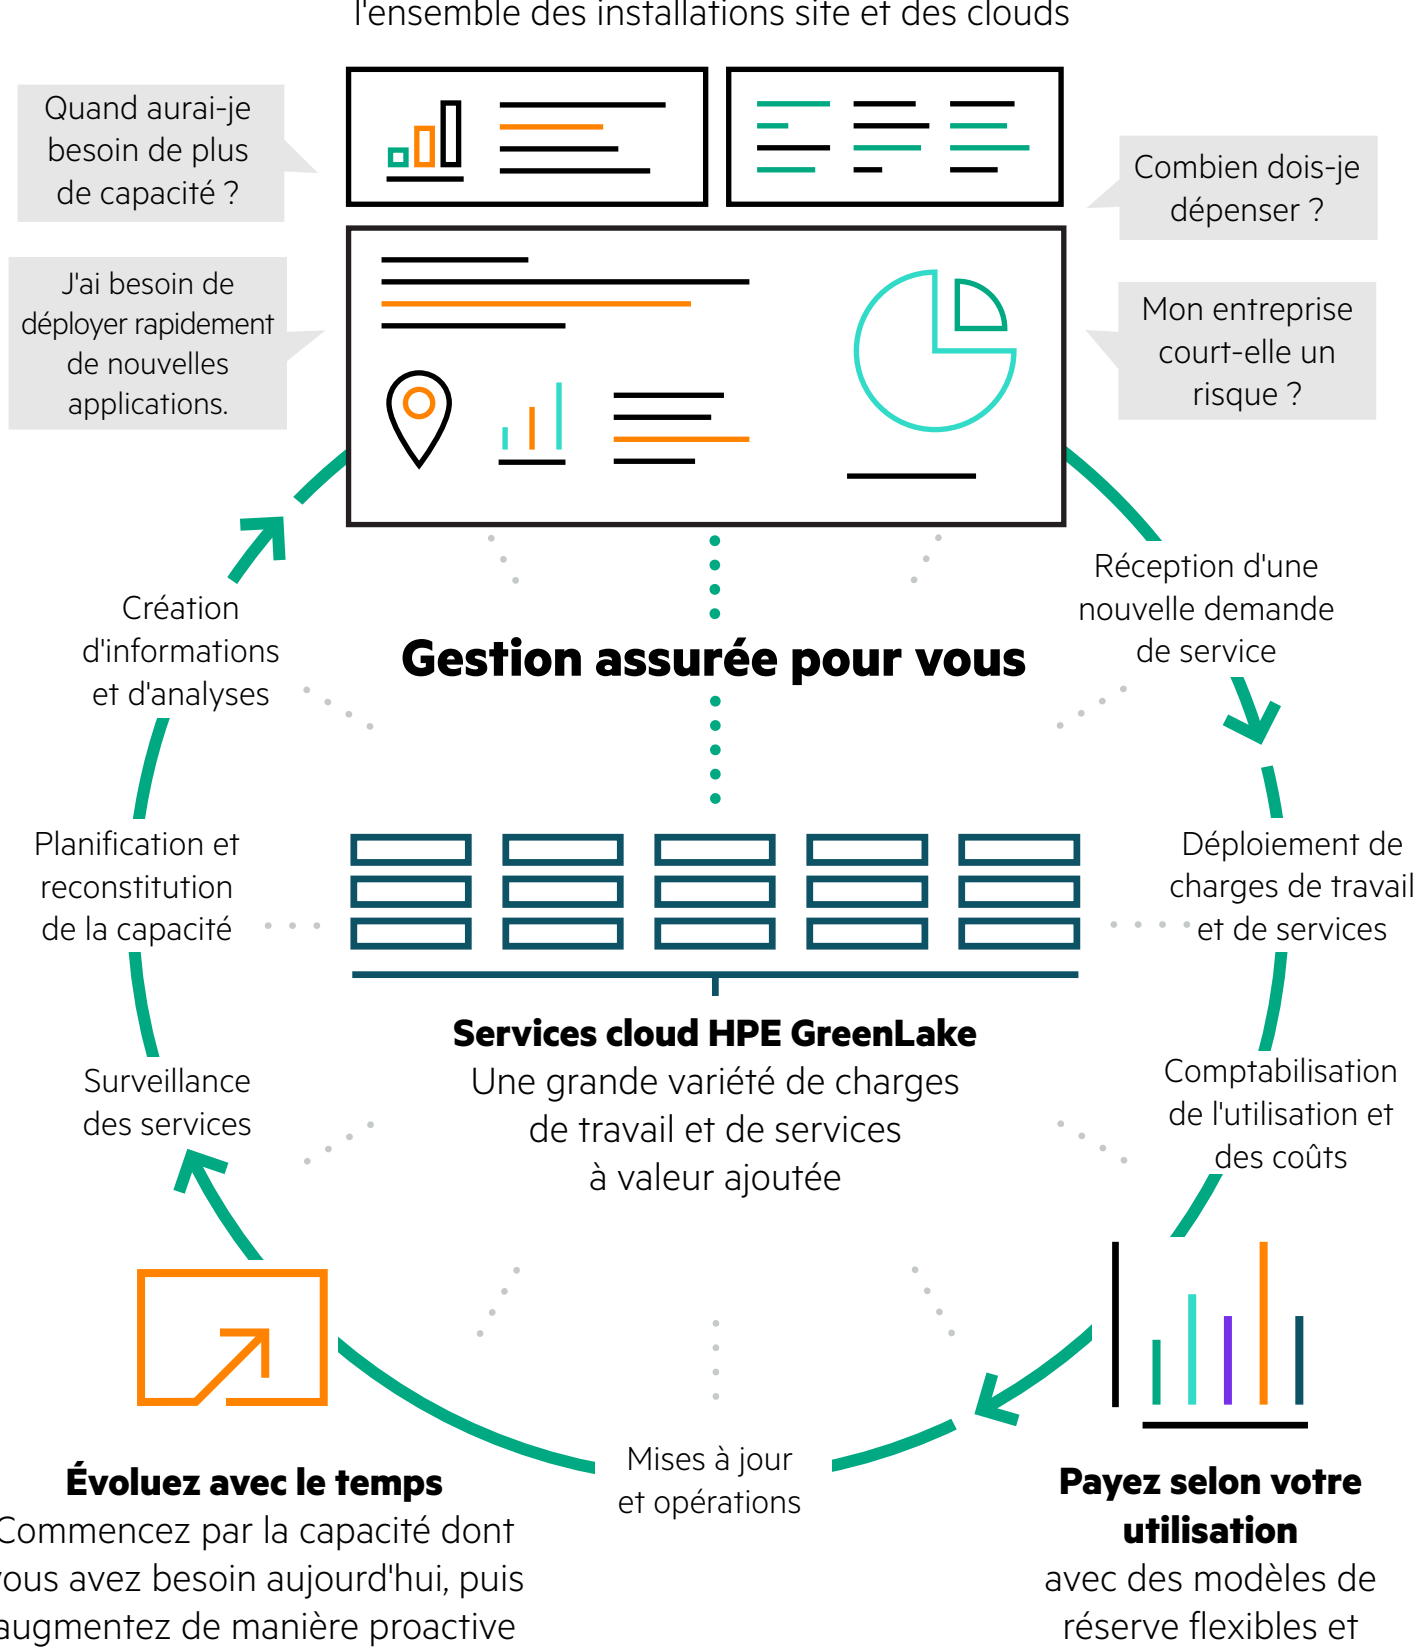 l'ensemble des installations site et des clouds
Quand aurai-je
besoin de plus
de capacité ?
Combien dois-je
dépenser ?
J'ai besoin de
déployer rapidement
de nouvelles
applications.
Mon entreprise
court-elle un
risque ?
Réception d'une
nouvelle demande
de service
Création
d'informations
et d'analyses
Gestion assurée pour vous
Planification et
reconstitution
de la capacité
Déploiement de
charges de travail
et de services
Services cloud HPE GreenLake
Une grande variété de charges
de travail et de services
à valeur ajoutée
Surveillance
des services
Comptabilisation
de l'utilisation et
des coûts
Mises à jour
et opérations
Évoluez avec le temps
Commencez par la capacité dont
vous avez besoin aujourd'hui, puis
augmentez de manière proactive
Payez selon votre
utilisation
avec des modèles de
réserve flexibles et